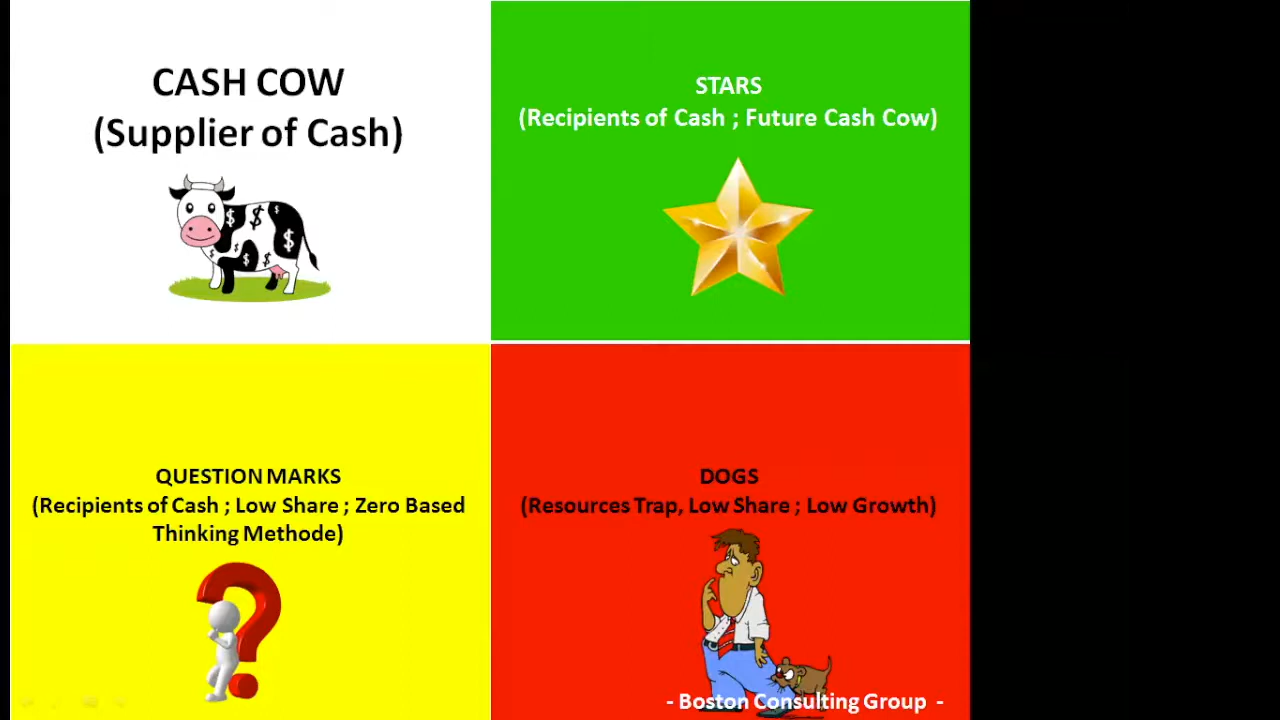 CASH COW
(Supplier of Cash)
STARS
(Recipients of Cash ; Future Cash Cow)
QUESTION MARKS
(Recipients of Cash ; Low Share ; Zero Based
Thinking Methode)
DOGS
(Resources Trap, Low Share ; Low Growth)
- Boston Consulting Group -